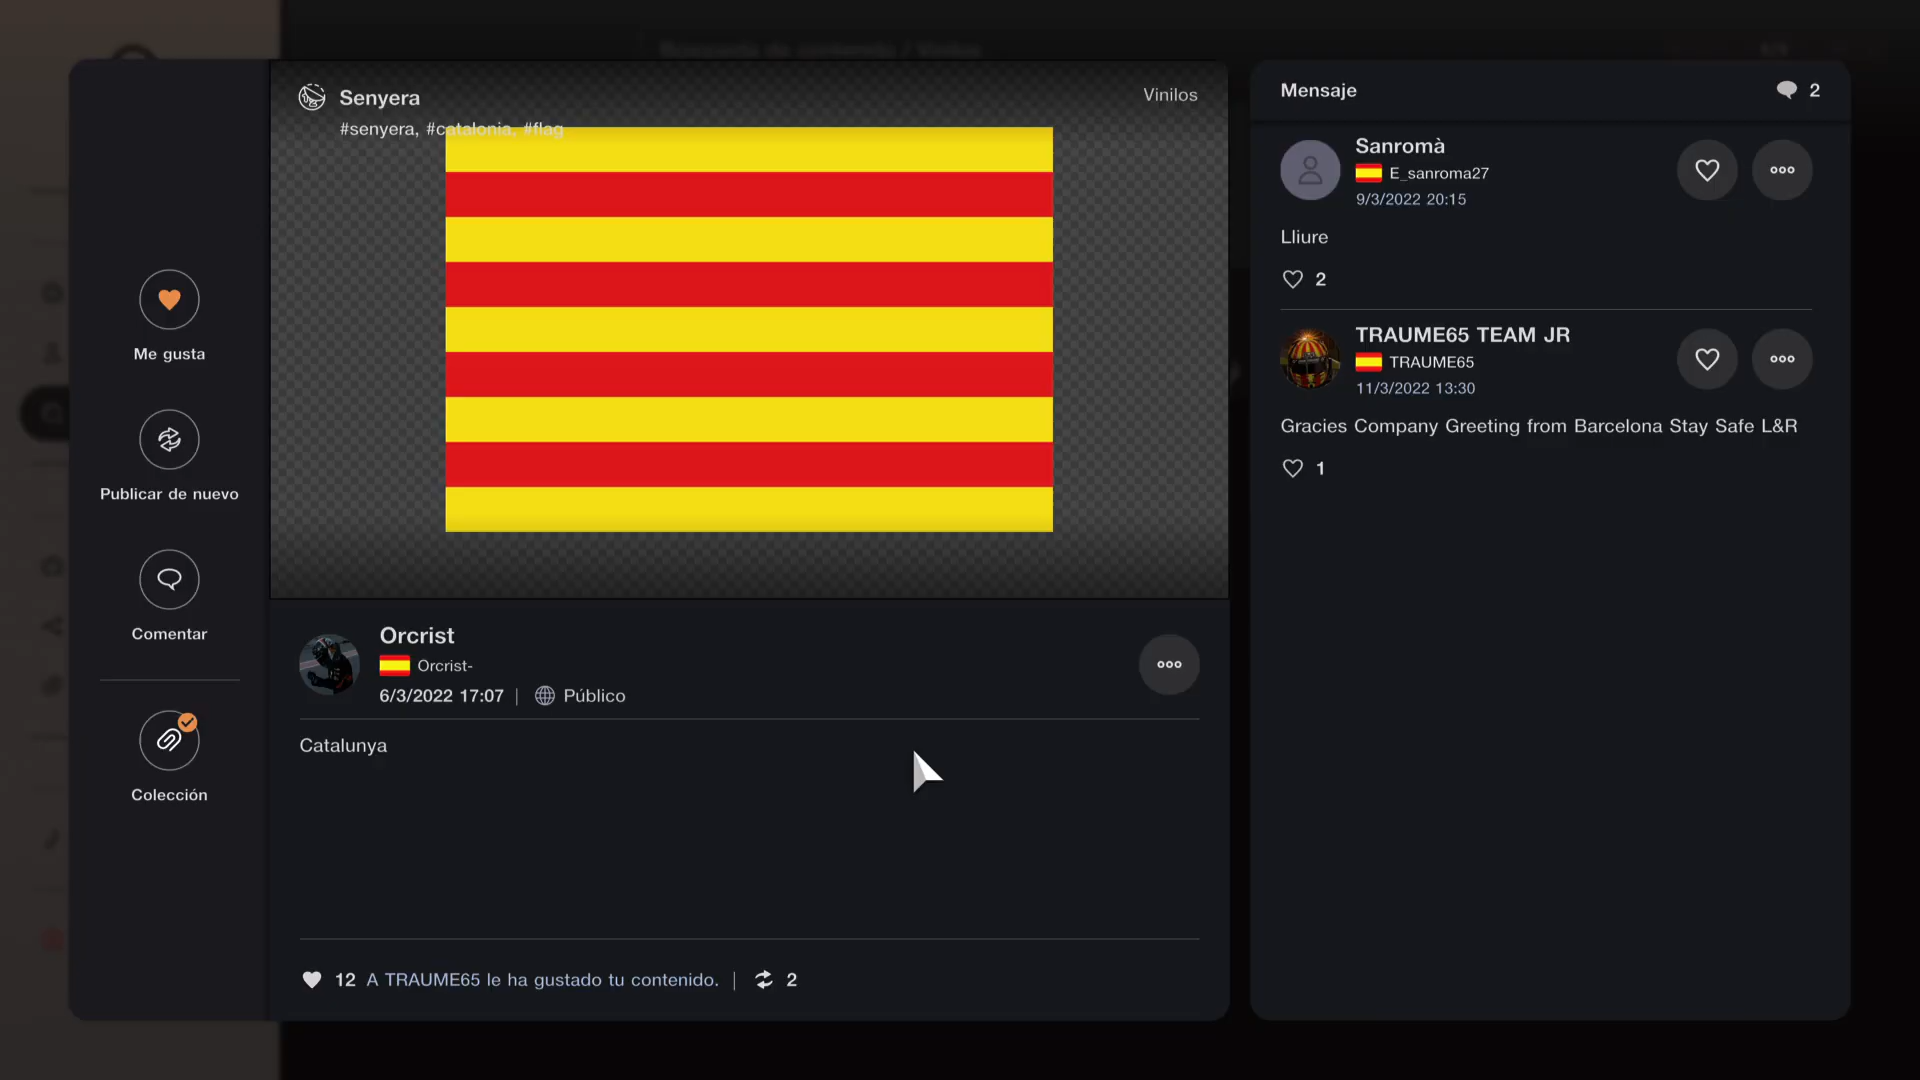 Senyera
Vinilos
#senyera, #catalonia, #flag
Me gusta
Publicar de nuevo
Comentar
Colección
Orcrist
Orcrist-
6/3/2022 17:07 | Público
Catalunya
12 A TRAUME65 le ha gustado tu contenido. | 2
Mensaje 2
Sanromà
E_sanroma27
9/3/2022 20:15
Lliure
2
TRAUME65 TEAM JR
TRAUME65
11/3/2022 13:30
Gracies Company Greeting from Barcelona Stay Safe L&R
1